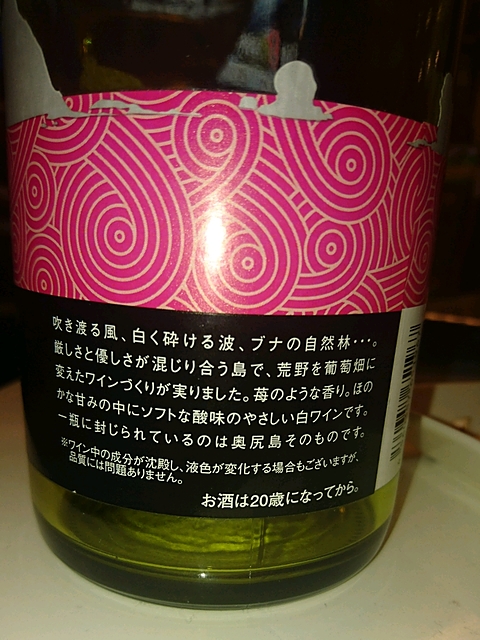 吹き渡る風、白く砕ける波、ブナの自然林･･･。
厳しさと優しさが混じり合う島で、荒野を葡萄畑に
変えたワインづくりが実りました。苺のような香り。ほの
かな甘みの中にソフトな酸味のやさしい白ワインです。
一瓶に封じられているのは奥尻島そのものです。
※ワイン中の成分が沈殿し、液色が変化する場合もございますが、
品質には問題ありません。
お酒は20歳になってから。